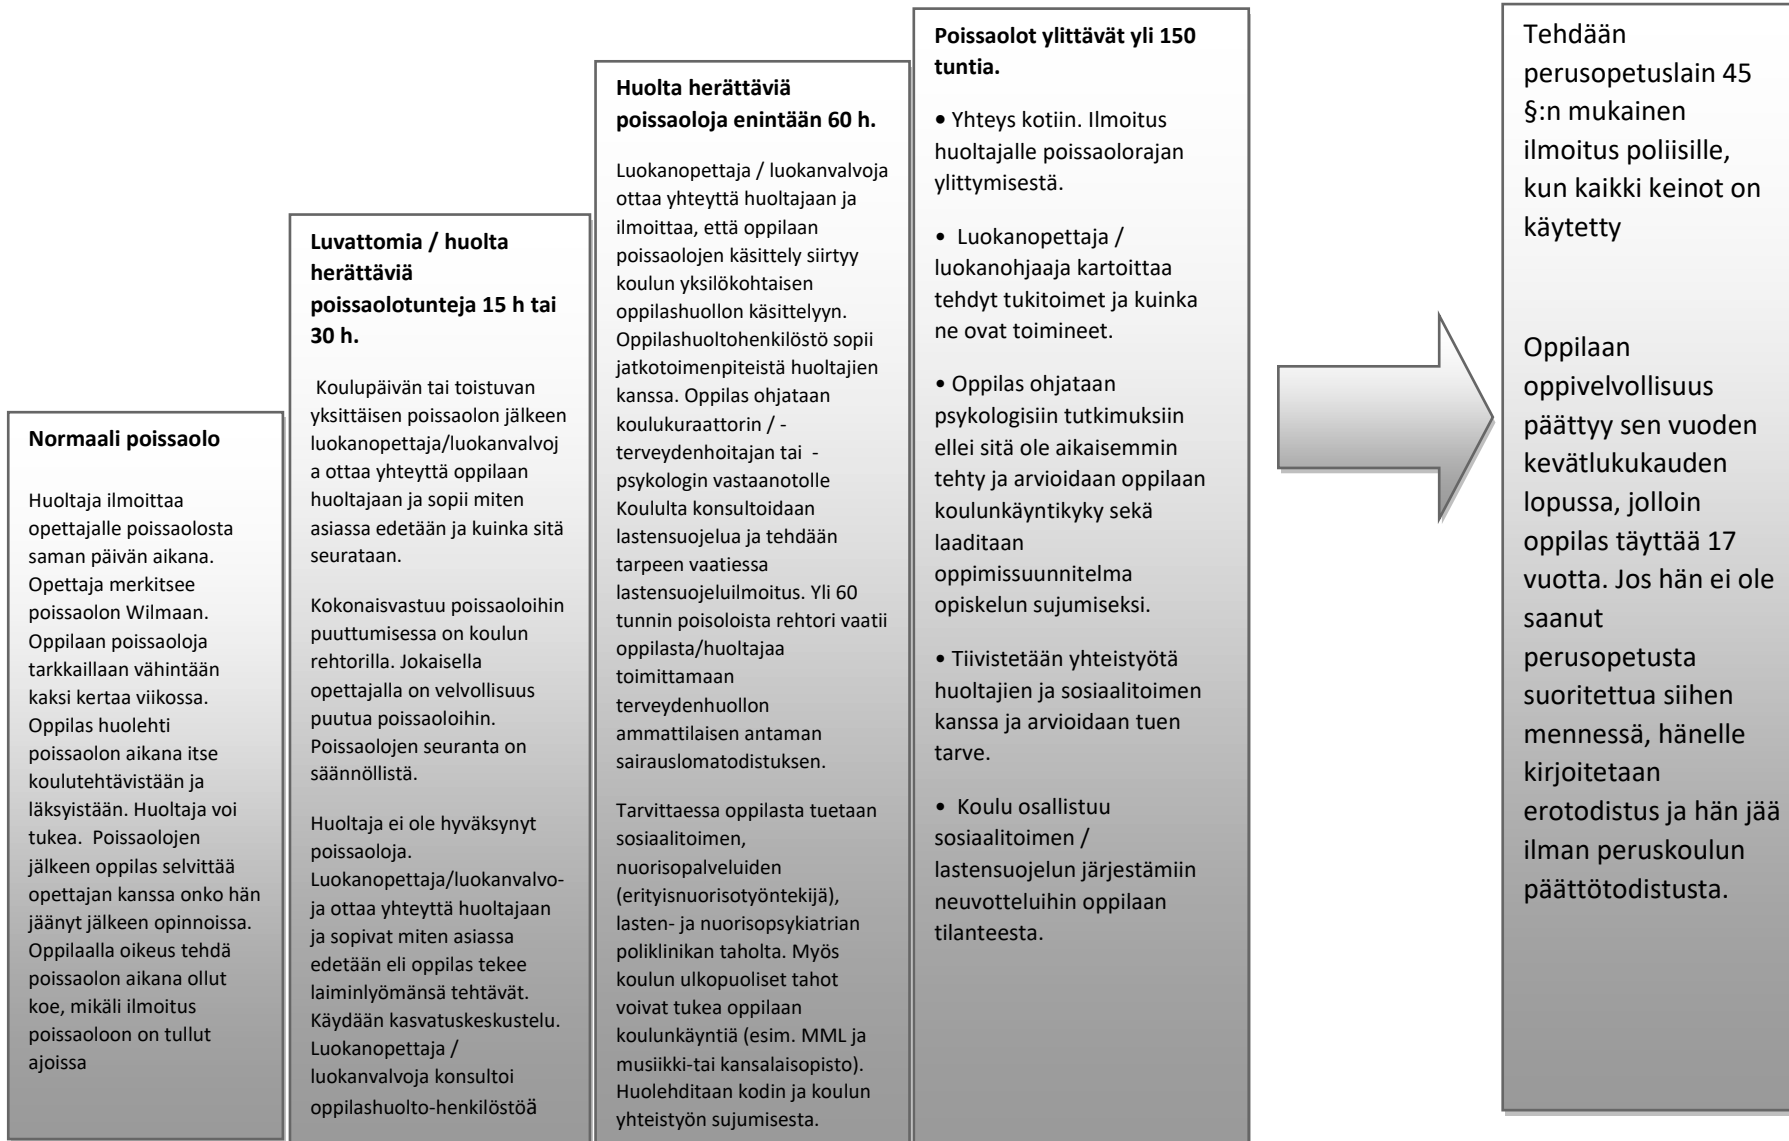 Normaali poissaolo
Huoltaja ilmoittaa
opettajalle poissaolosta
saman päivän aikana.
Opettaja merkitsee
poissaolon Wilmaan.
Oppilaan poissaoloja
tarkkaillaan vähintään
kaksi kertaa viikossa.
Oppilas huolehti
poissaolon aikana itse
koulutehtävistään ja
läksyistään. Huoltaja voi
tukea.  Poissaolojen
jälkeen oppilas selvittää
opettajan kanssa onko hän
jäänyt jälkeen opinnoissa.
Oppilaalla oikeus tehdä
poissaolon aikana ollut
koe, mikäli ilmoitus
poissaoloon on tullut
ajoissa
Luvattomia / huolta
herättäviä
poissaolotunteja 15 h tai
30 h.
Koulupäivän tai toistuvan
yksittäisen poissaolon jälkeen
luokanopettaja/luokanvalvoj
a ottaa yhteyttä oppilaan
huoltajaan ja sopii miten
asiassa edetään ja kuinka sitä
seurataan.
Kokonaisvastuu poissaoloihin
puuttumisessa on koulun
rehtorilla. Jokaisella
opettajalla on velvollisuus
puutua poissaoloihin.
Poissaolojen seuranta on
säännöllistä.
Huoltaja ei ole hyväksynyt
poissaoloja.
Luokanopettaja/luokanvalvo-
ja ottaa yhteyttä huoltajaan
ja sopivat miten asiassa
edetään eli oppilas tekee
laiminlyömänsä tehtävät.
Käydään kasvatuskeskustelu.
Luokanopettaja /
luokanvalvoja konsultoi
oppilashuolto-henkilöstöä
Huolta herättäviä
poissaoloja enintään 60 h.
Luokanopettaja / luokanvalvoja
ottaa yhteyttä huoltajaan ja
ilmoittaa, että oppilaan
poissaolojen käsittely siirtyy
koulun yksilökohtaisen
oppilashuollon käsittelyyn.
Oppilashuoltohenkilöstö sopii
jatkotoimenpiteistä huoltajien
kanssa. Oppilas ohjataan
koulukuraattorin / -
terveydenhoitajan tai  -
psykologin vastaanotolle
Koululta konsultoidaan
lastensuojelua ja tehdään
tarpeen vaatiessa
lastensuojeluilmoitus. Yli 60
tunnin poisoloista rehtori vaatii
oppilasta/huoltajaa
toimittamaan
terveydenhuollon
ammattilaisen antaman
sairauslomatodistuksen.
Tarvittaessa oppilasta tuetaan
sosiaalitoimen,
nuorisopalveluiden
(erityisnuorisotyöntekijä),
lasten- ja nuorisopsykiatrian
poliklinikan taholta. Myös
koulun ulkopuoliset tahot
voivat tukea oppilaan
koulunkäyntiä (esim. MML ja
musiikki-tai kansalaisopisto).
Huolehditaan kodin ja koulun
yhteistyön sujumisesta.
Poissaolot ylittävät yli 150
tuntia.
• Yhteys kotiin. Ilmoitus
huoltajalle poissaolorajan
ylittymisestä.
•  Luokanopettaja /
luokanohjaaja kartoittaa
tehdyt tukitoimet ja kuinka
ne ovat toimineet.
• Oppilas ohjataan
psykologisiin tutkimuksiin
ellei sitä ole aikaisemmin
tehty ja arvioidaan oppilaan
koulunkäyntikyky sekä
laaditaan
oppimissuunnitelma
opiskelun sujumiseksi.
• Tiivistetään yhteistyötä
huoltajien ja sosiaalitoimen
kanssa ja arvioidaan tuen
tarve.
•  Koulu osallistuu
sosiaalitoimen /
lastensuojelun järjestämiin
neuvotteluihin oppilaan
tilanteesta.
Tehdään
perusopetuslain 45
§:n mukainen
ilmoitus poliisille,
kun kaikki keinot on
käytetty
Oppilaan
oppivelvollisuus
päättyy sen vuoden
kevätlukukauden
lopussa, jolloin
oppilas täyttää 17
vuotta. Jos hän ei ole
saanut
perusopetusta
suoritettua siihen
mennessä, hänelle
kirjoitetaan
erotodistus ja hän jää
ilman peruskoulun
päättötodistusta.